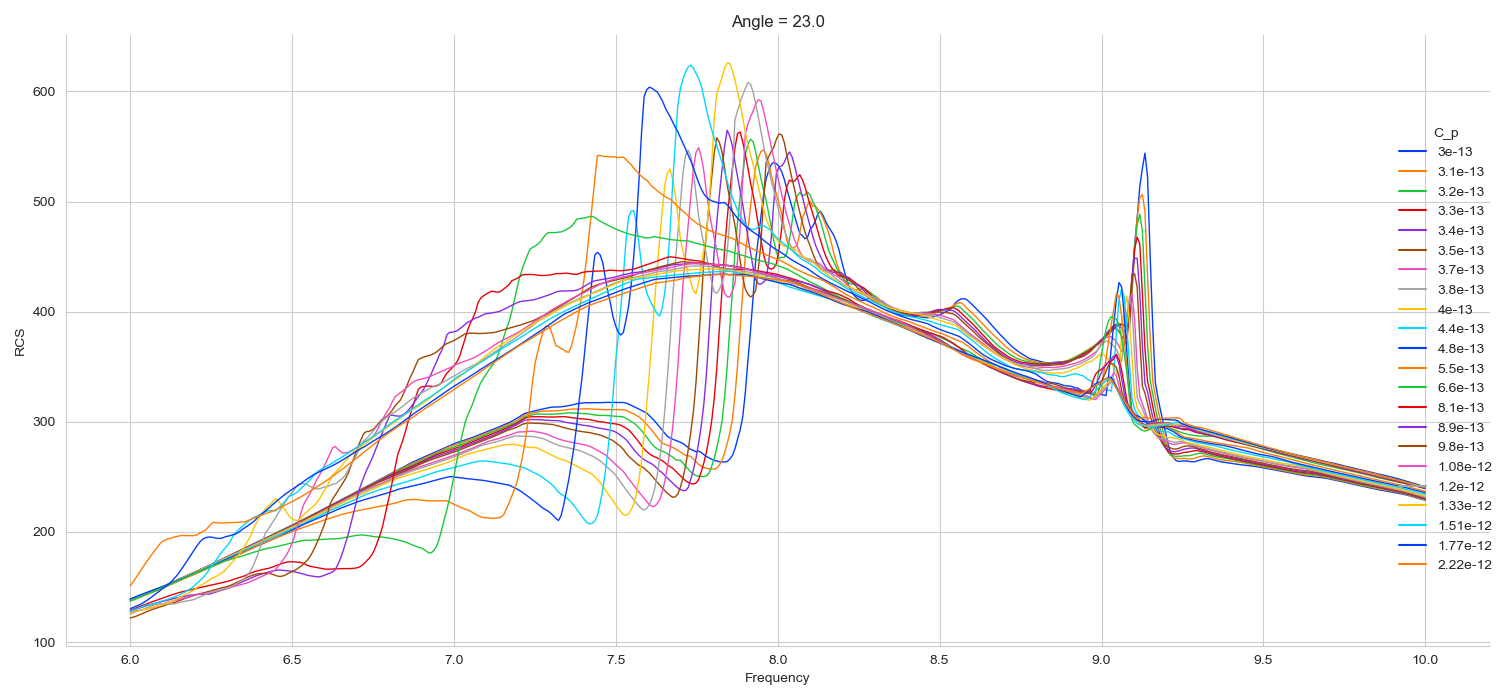 Angle = 23.0
RCS
600
500
400
300
200
100
6.0
6.5
7.0
7.5
8.0
8.5
9.0
9.5
10.0
Frequency
C_p
3e-13
3.1e-13
3.2e-13
3.3e-13
3.4e-13
3.5e-13
3.7e-13
3.8e-13
4e-13
4.4e-13
4.8e-13
5.5e-13
6.6e-13
8.1e-13
8.9e-13
9.8e-13
1.08e-12
1.2e-12
1.33e-12
1.51e-12
1.77e-12
2.22e-12